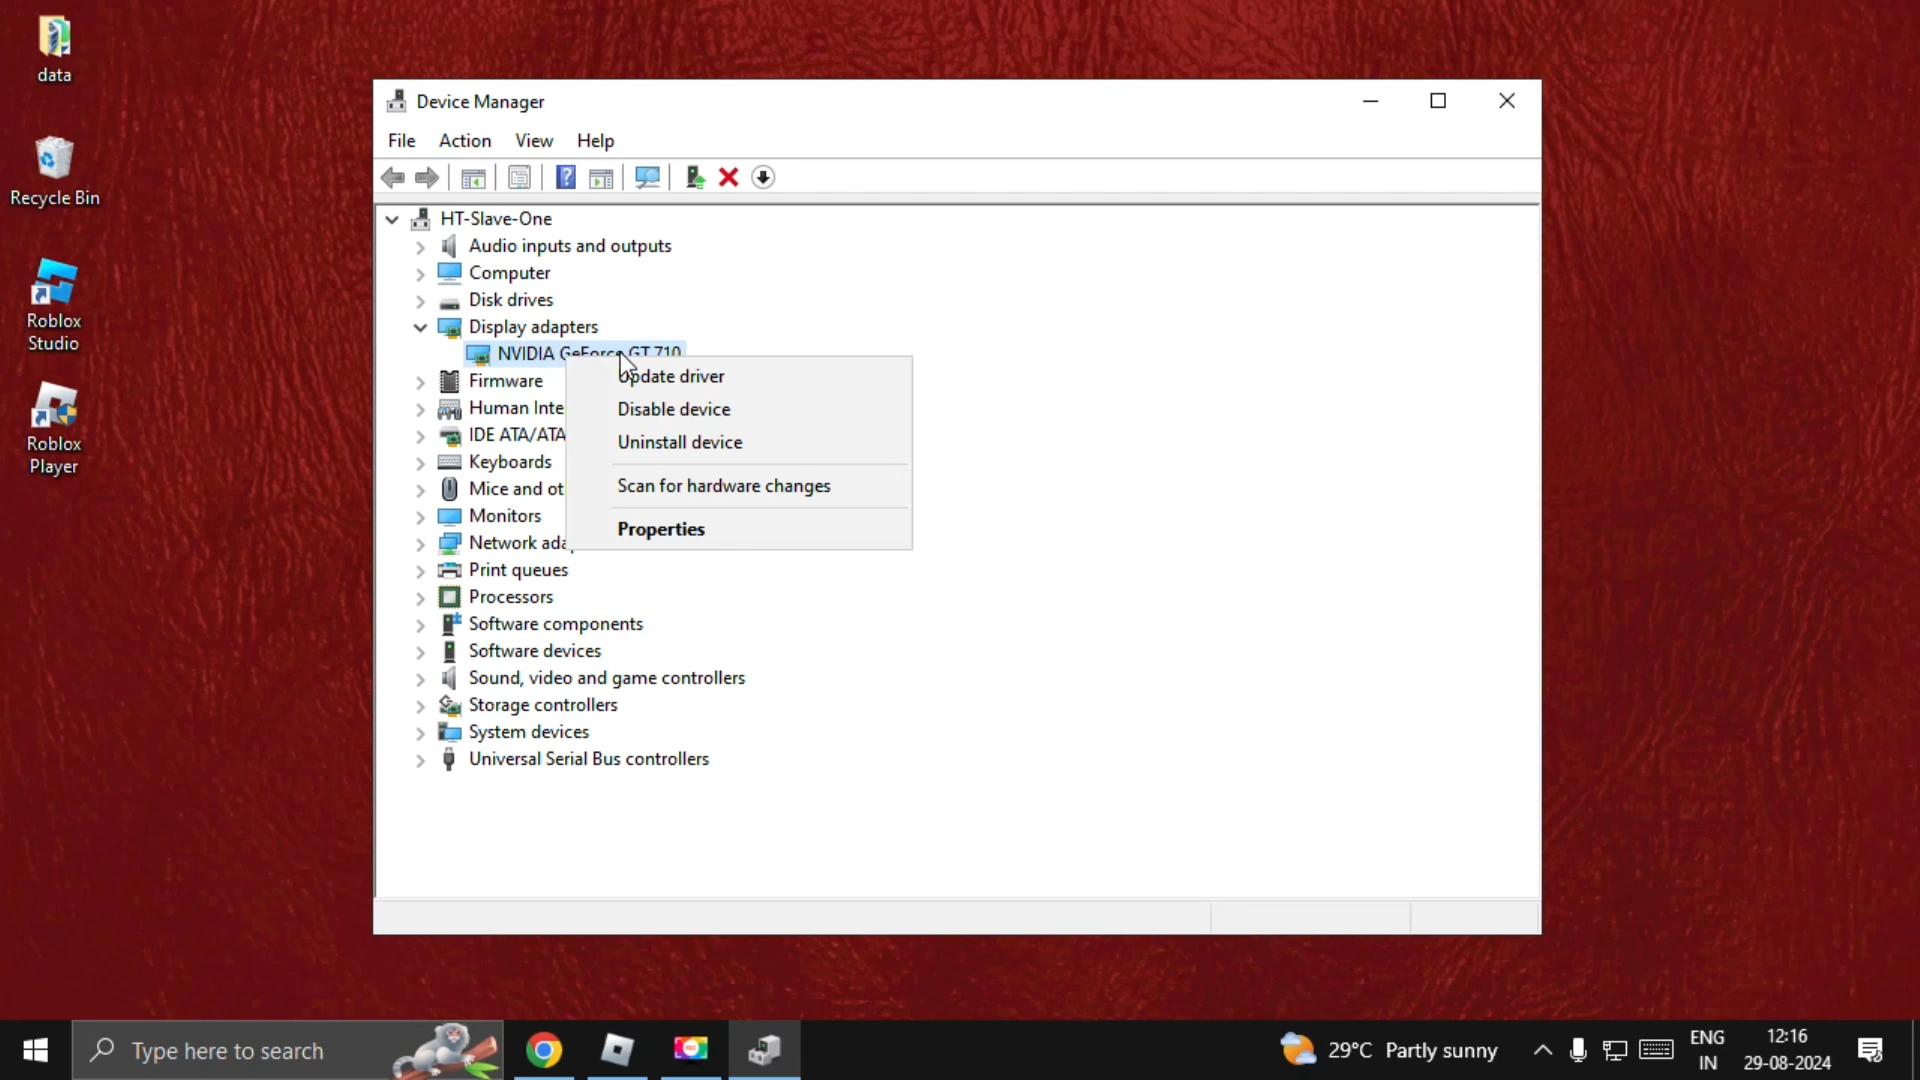 data
Recycle Bin
Roblox
Studio
Roblox
Player
Device Manager
File Action View Help
HT-Slave-One
Audio inputs and outputs
Computer
Disk drives
Display adapters
NVIDIA GeForce GT 710
Firmware
Human Inte
IDE ATA/ATA
Keyboards
Mice and ot
Monitors
Network ada
Print queues
Processors
Software components
Software devices
Sound, video and game controllers
Storage controllers
System devices
Universal Serial Bus controllers
Update driver
Disable device
Uninstall device
Scan for hardware changes
Properties
Type here to search
REC
29°C Partly sunny
ENG
IN
12:16
29-08-2024